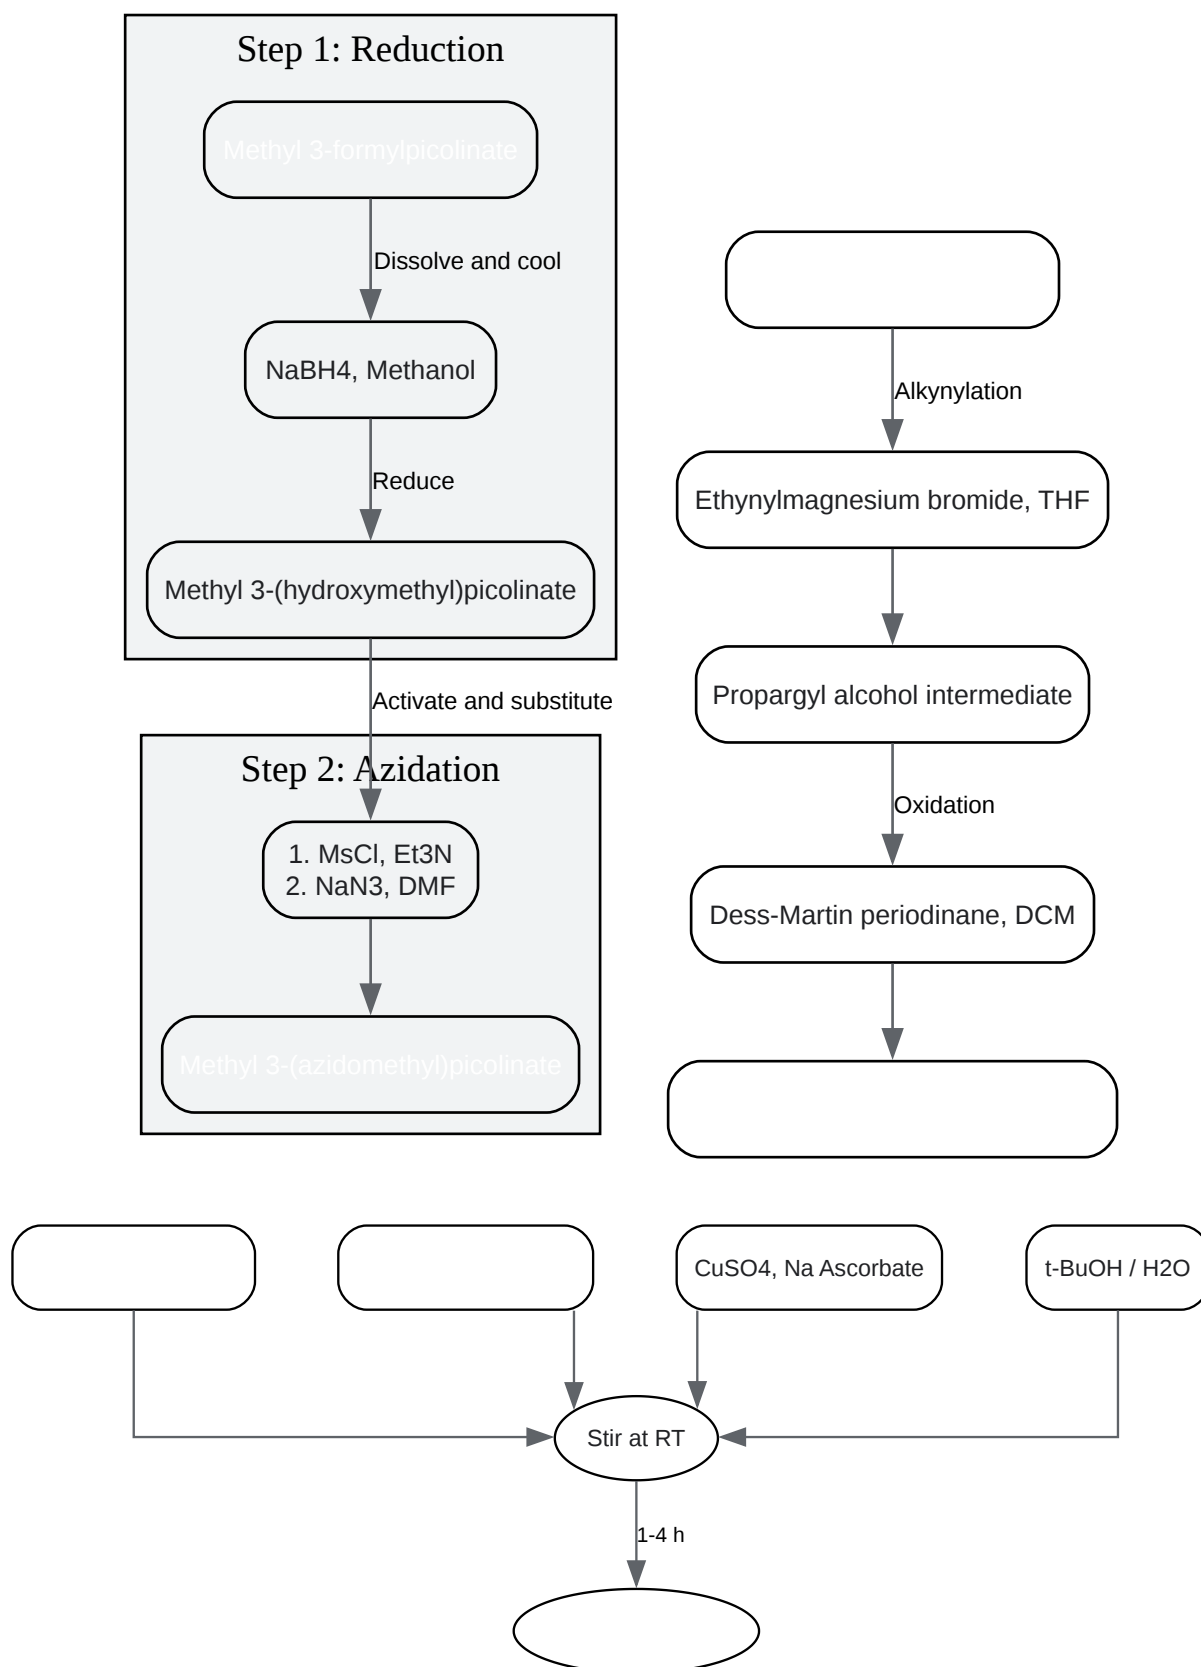 Step 1: Reduction
Methyl 3-formylpicolinate
Dissolve and cool
NaBH4, Methanol
Reduce
Methyl 3-(hydroxymethyl)picolinate
Activate and substitute
Step 2: Azidation
1. MsCl, Et3N
2. NaN3, DMF
Methyl 3-(azidomethyl)picolinate
Alkynylation
Ethynylmagnesium bromide, THF
Propargyl alcohol intermediate
Oxidation
Dess-Martin periodinane, DCM
CuSO4, Na Ascorbate
t-BuOH / H2O
Stir at RT
1-4 h